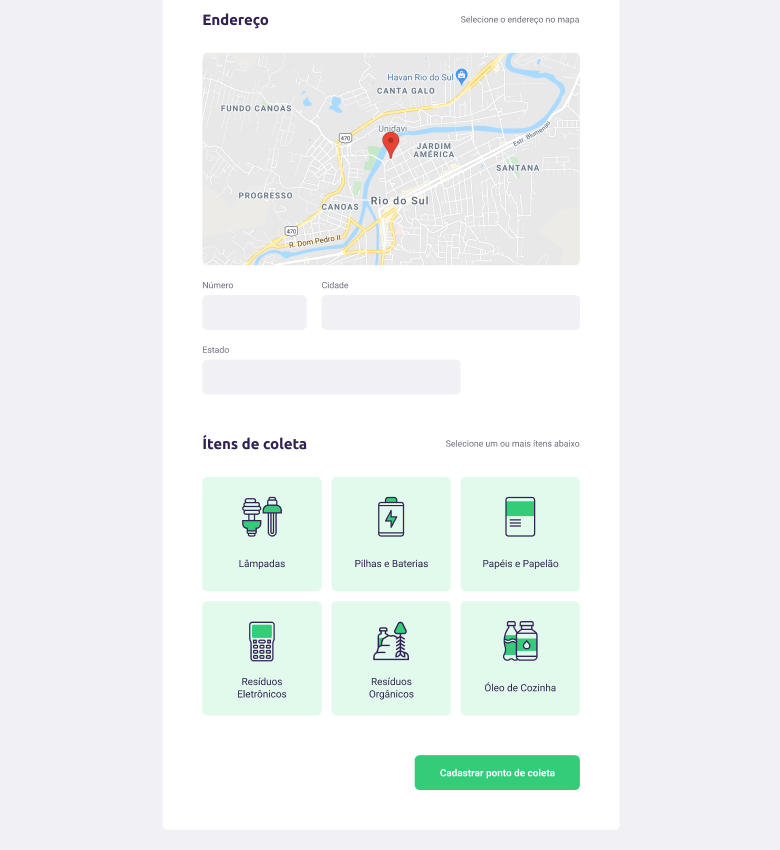 Endereço
Selecione o endereço no mapa
Havan Rio do Sul
CANTA GALO
FUNDO CANOAS
Unidavi
470
JARDIM
AMÉRICA
Estr. Blumenau
SANTANA
PROGRESSO
CANOAS
Rio do Sul
470
R. Dom Pedro II
Número
Cidade
Estado
Ítens de coleta
Selecione um ou mais ítens abaixo
Lâmpadas
Pilhas e Baterias
Papéis e Papelão
Resíduos
Eletrônicos
Resíduos
Orgânicos
Óleo de Cozinha
Cadastrar ponto de coleta